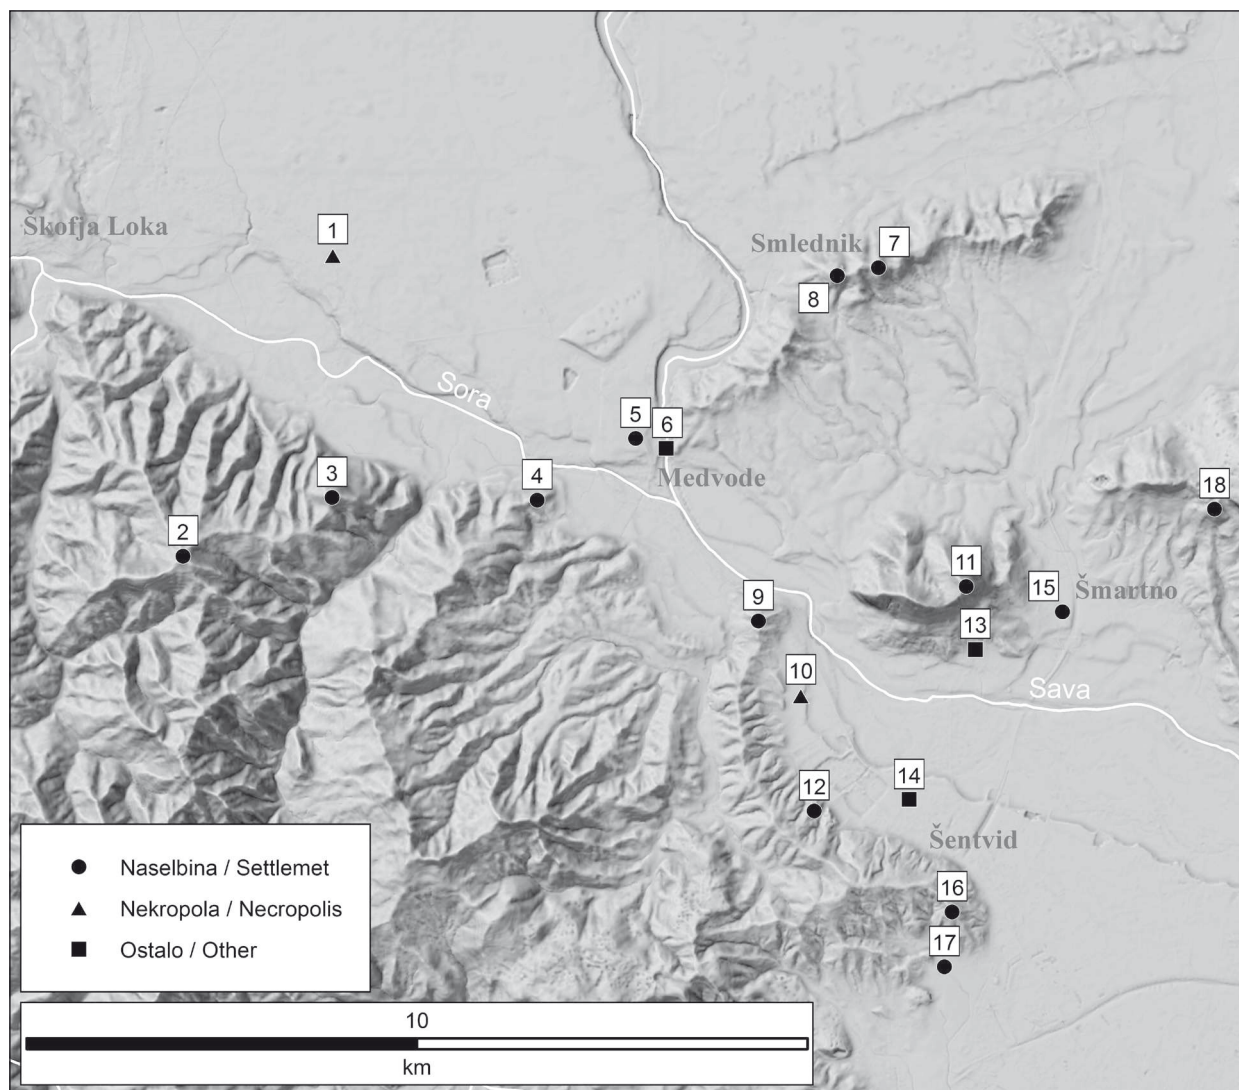 Škofja Loka
1
Smlednik
7
8
Sora
5
6
Medvode
3
4
2
18
11
15
Šmartno
9
13
10
Sava
12
14
Šentvid
16
17
Naselbina / Settlemet
Nekropola / Necropolis
Ostalo / Other
10
km